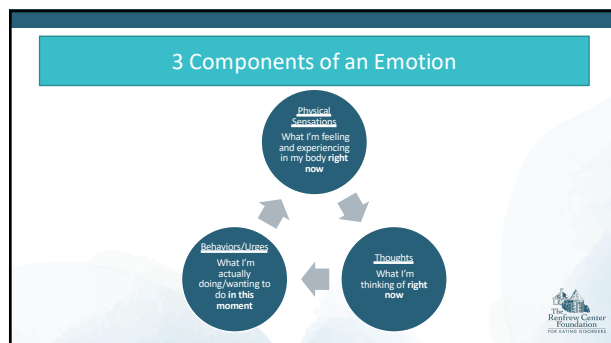 3 Components of an Emotion
Physical
Sensations
What I'm feeling
and experiencing
in my body right
now
Behaviors/Urges
What I'm
actually
doing/wanting to
do in this
moment
Thoughts
What I'm
thinking of right
now
The
Renfrew Center
Foundation
FOR EATING DISORDERS